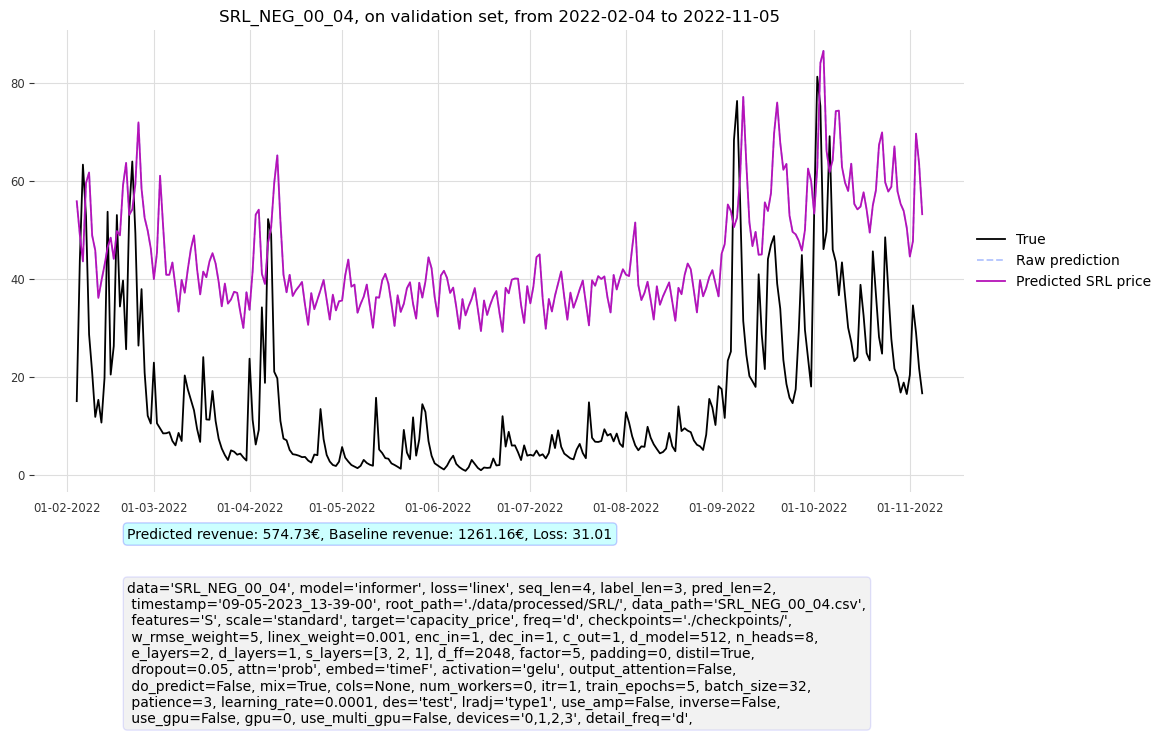 SRL_NEG_00_04, on validation set, from 2022-02-04 to 2022-11-05
80
60
40
20
0
01-02-2022 01-03-2022 01-04-2022 01-05-2022 01-06-2022 01-07-2022 01-08-2022 01-09-2022 01-10-2022 01-11-2022
True
Raw prediction
Predicted SRL price
Predicted revenue: 574.73€, Baseline revenue: 1261.16€, Loss: 31.01
data='SRL_NEG_00_04', model='informer', loss='linex', seq_len=4, label_len=3, pred_len=2,
timestamp='09-05-2023_13-39-00', root_path='./data/processed/SRL/', data_path='SRL_NEG_00_04.csv',
features='S', scale='standard', target='capacity_price', freq='d', checkpoints='./checkpoints/',
w_rmse_weight=5, linex_weight=0.001, enc_in=1, dec_in=1, c_out=1, d_model=512, n_heads=8,
e_layers=2, d_layers=1, s_layers=[3, 2, 1], d_ff=2048, factor=5, padding=0, distil=True,
dropout=0.05, attn='prob', embed='timeF', activation='gelu', output_attention=False,
do_predict=False, mix=True, cols=None, num_workers=0, itr=1, train_epochs=5, batch_size=32,
patience=3, learning_rate=0.0001, des='test', lradj='type1', use_amp=False, inverse=False,
use_gpu=False, gpu=0, use_multi_gpu=False, devices='0,1,2,3', detail_freq='d',